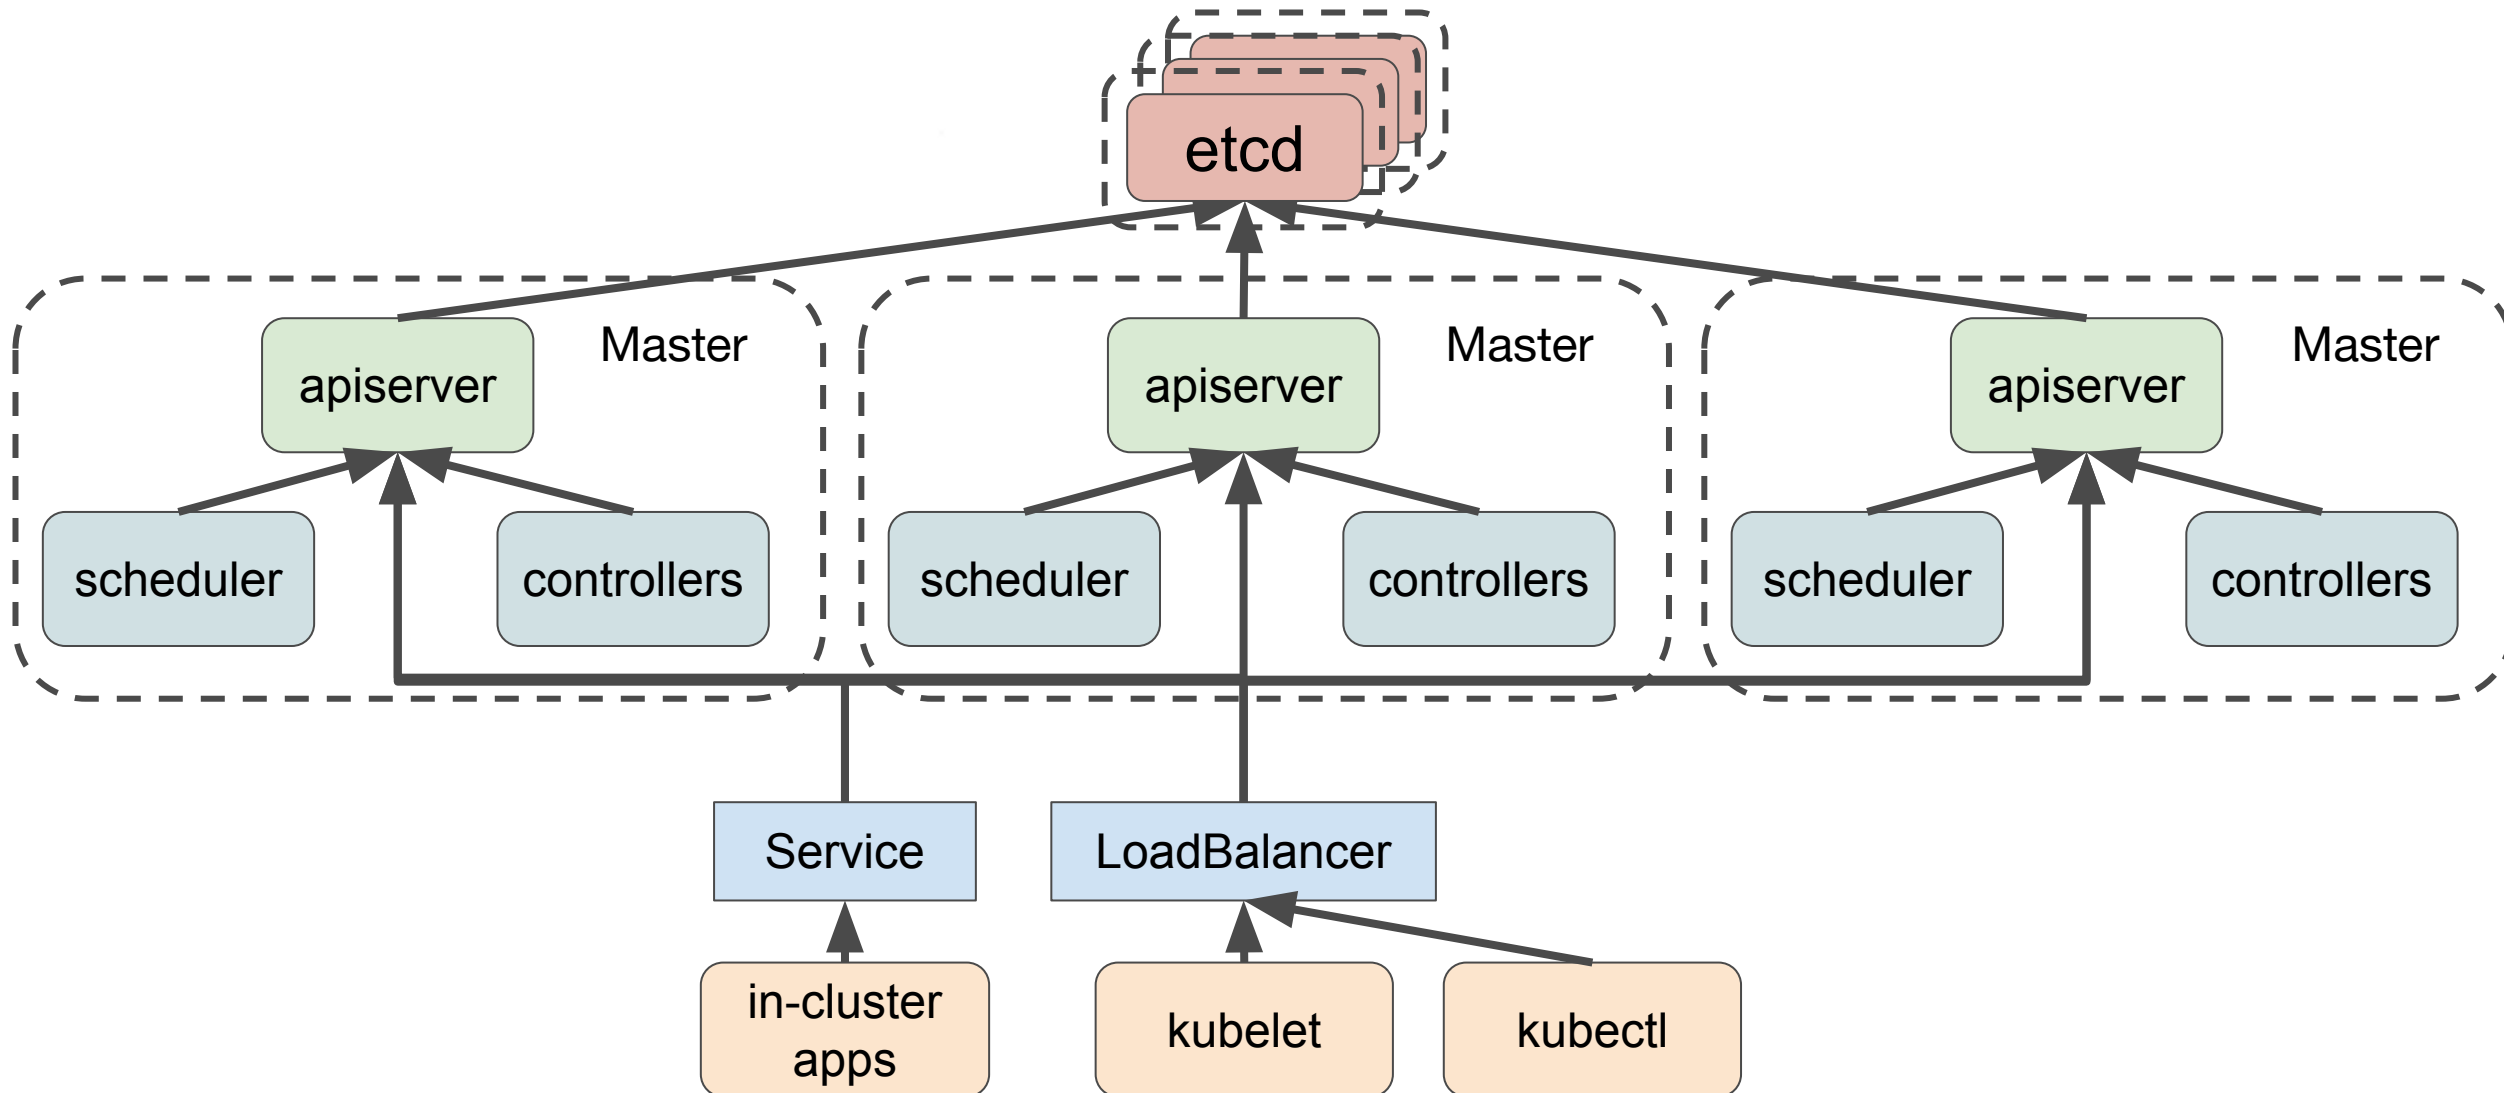 etcd
Master
apiserver
scheduler
controllers
Master
apiserver
scheduler
controllers
Master
apiserver
scheduler
controllers
Service
LoadBalancer
in-cluster
apps
kubelet
kubectl